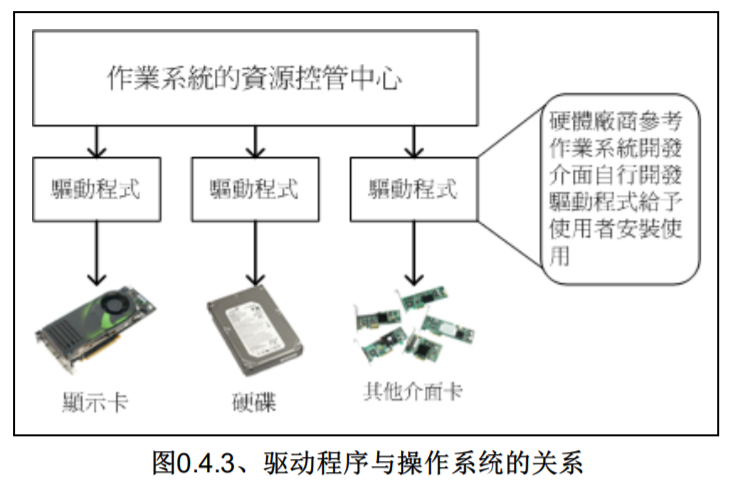 作業系統的資源控管中心
驅動程式
驅動程式
驅動程式
硬體廠商參考
作業系統開發
介面自行開發
驅動程式給予
使用者安裝使
用
顯示卡
硬碟
其他介面卡
图0.4.3、驱动程序与操作系统的关系